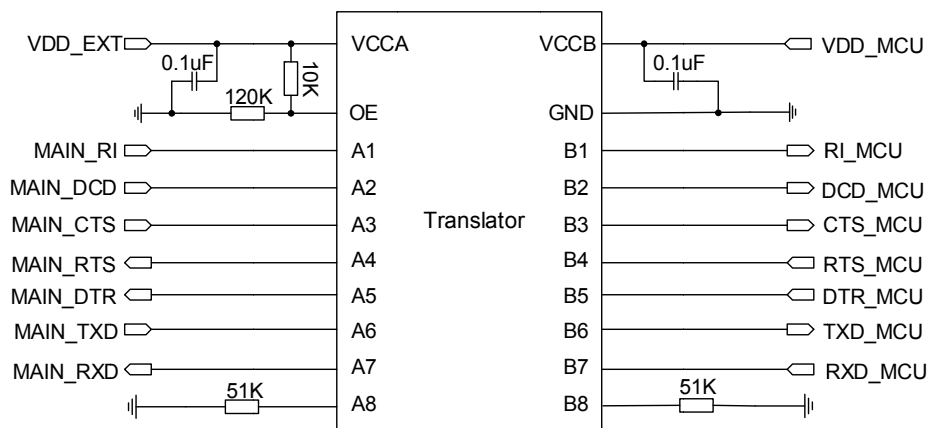 VDD_EXT VCCA VCCB VDD_MCU
0.1uF 10K 0.1uF
120K
OE GND
MAIN_RI A1 B1 RI_MCU
MAIN_DCD A2 B2 DCD_MCU
MAIN_CTS A3 Translator B3 CTS_MCU
MAIN_RTS A4 B4 RTS_MCU
MAIN_DTR A5 B5 DTR_MCU
MAIN_TXD A6 B6 TXD_MCU
MAIN_RXD A7 B7 RXD_MCU
51K A8 B8 51K